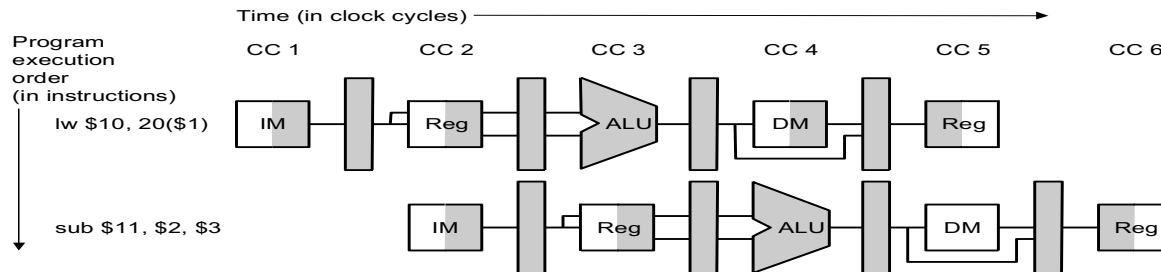 Time (in clock cycles)
Program
execution
order
(in instructions)
CC 1 CC 2 CC 3 CC 4 CC 5 CC 6
lw $10, 20($1)
IM Reg ALU DM Reg
sub $11, $2, $3
IM Reg ALU DM Reg